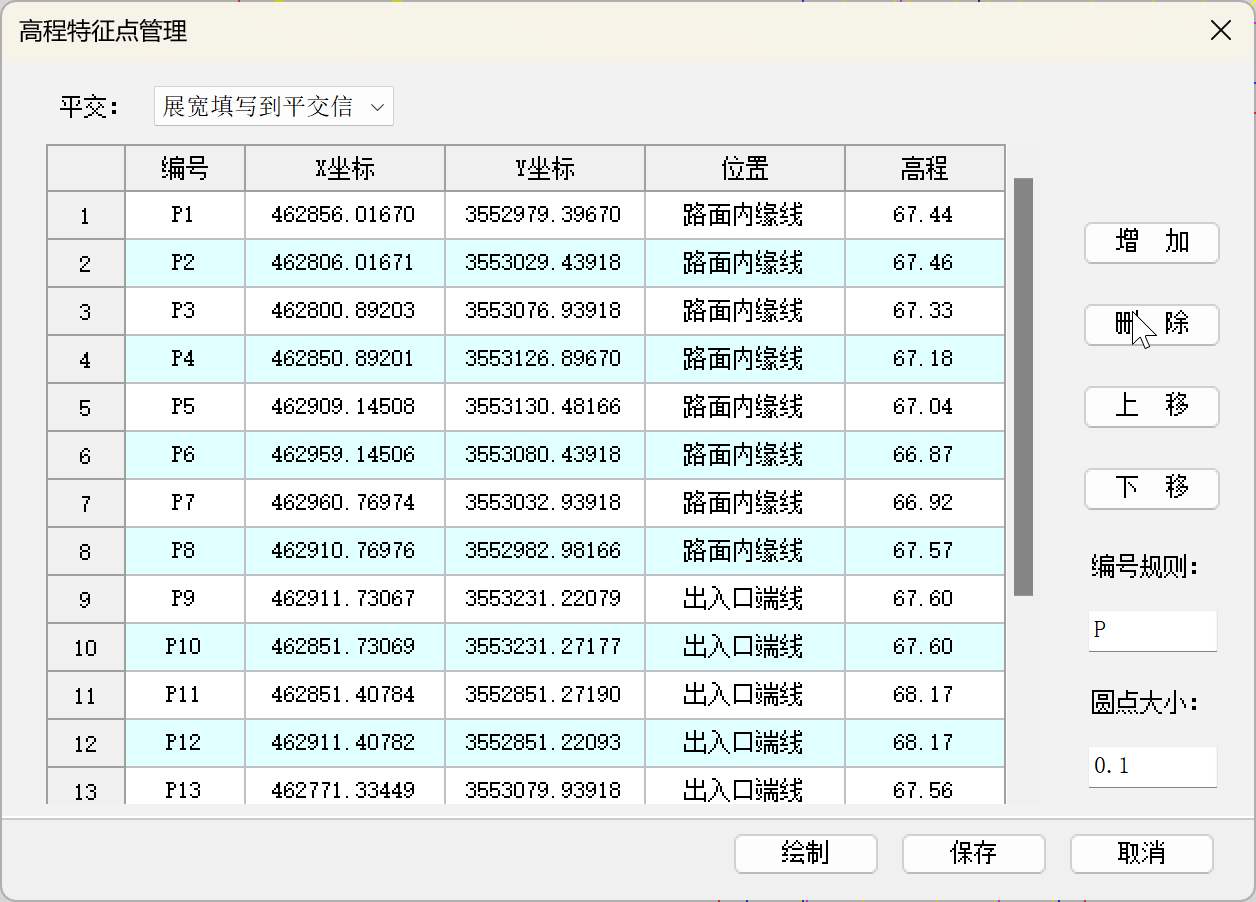 高程特征点管理
平交： 展宽填写到平交信
编号 X坐标 Y坐标 位置 高程
1 P1 462856.01670 3552979.39670 路面内缘线 67.44
2 P2 462806.01671 3553029.43918 路面内缘线 67.46
3 P3 462800.89203 3553076.93918 路面内缘线 67.33
4 P4 462850.89201 3553126.89670 路面内缘线 67.18
5 P5 462909.14508 3553130.48166 路面内缘线 67.04
6 P6 462959.14506 3553080.43918 路面内缘线 66.87
7 P7 462960.76974 3553032.93918 路面内缘线 66.92
8 P8 462910.76976 3552982.98166 路面内缘线 67.57
9 P9 462911.73067 3553231.22079 出入口端线 67.60
10 P10 462851.73069 3553231.27177 出入口端线 67.60
11 P11 462851.40784 3552851.27190 出入口端线 68.17
12 P12 462911.40782 3552851.22093 出入口端线 68.17
13 P13 462771.33449 3553079.93918 出入口端线 67.56
增 加
删 除
上 移
下 移
编号规则：
P
圆点大小：
0.1
绘制 保存 取消